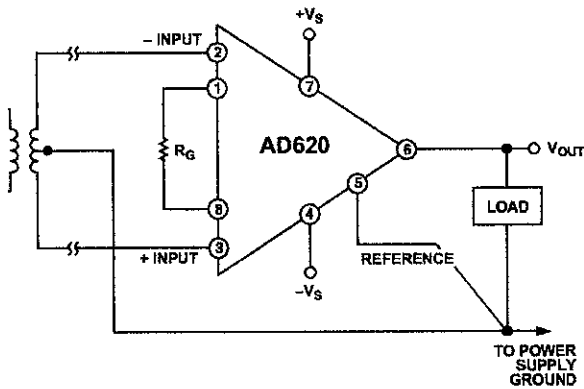 +VS
– INPUT
2
1
7
RG
AD620
6
VOUT
5
8
4
LOAD
3
+ INPUT
REFERENCE
–VS
TO POWER
SUPPLY
GROUND